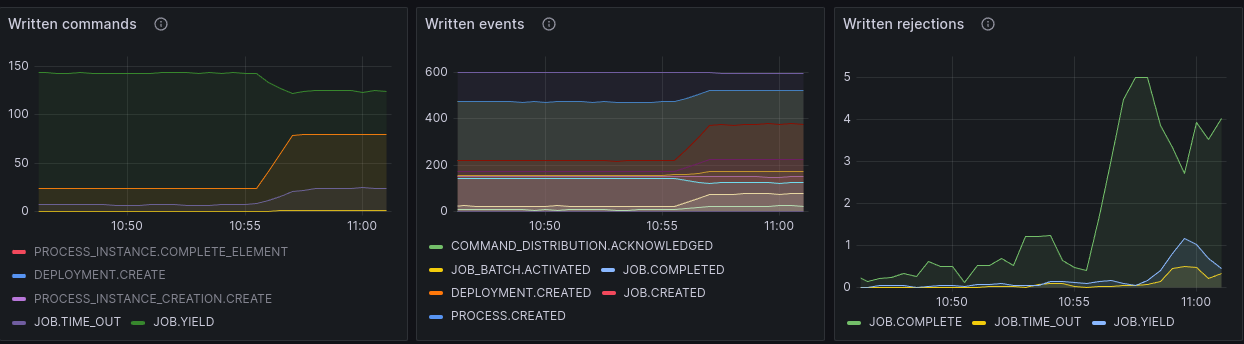 Written commands
150
100
50
0
10:50 10:55 11:00
PROCESS_INSTANCE.COMPLETE_ELEMENT
DEPLOYMENT.CREATE
PROCESS_INSTANCE_CREATION.CREATE
JOB.TIME_OUT JOB.YIELD
Written events
600
400
200
0
10:50 10:55 11:00
COMMAND_DISTRIBUTION.ACKNOWLEDGED
JOB_BATCH.ACTIVATED JOB.COMPLETED
DEPLOYMENT.CREATED JOB.CREATED
PROCESS.CREATED
Written rejections
5
4
3
2
1
0
10:50 10:55 11:00
JOB.COMPLETE JOB.TIME_OUT JOB.YIELD